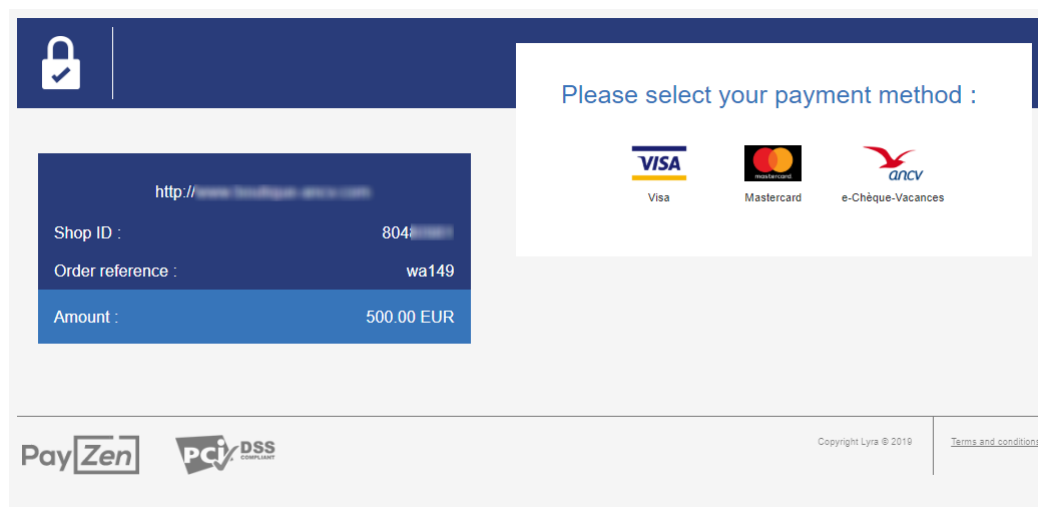 Please select your payment method :
VISA
mastercard
ancv
Visa
Mastercard
e-Chèque-Vacances
http://
Shop ID :
804
Order reference :
wa149
Amount :
500.00 EUR
PayZen
PCI DSS
COMPLIANT
Copyright Lyra © 2019
Terms and conditions